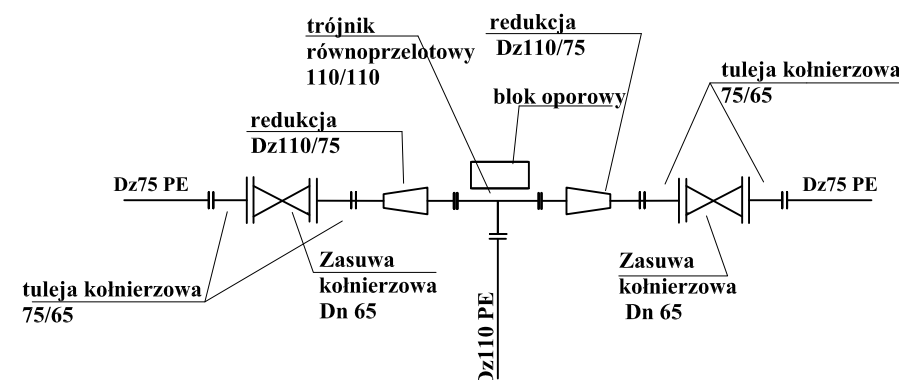 trójnik
równoprzelotowy
110/110
redukcja
Dz110/75
tuleja kołnierzowa
75/65
blok oporowy
redukcja
Dz110/75
Dz75 PE
Dz75 PE
Zasuwa
kołnierzowa
Dn 65
Zasuwa
kołnierzowa
Dn 65
tuleja kołnierzowa
75/65
Dz110 PE